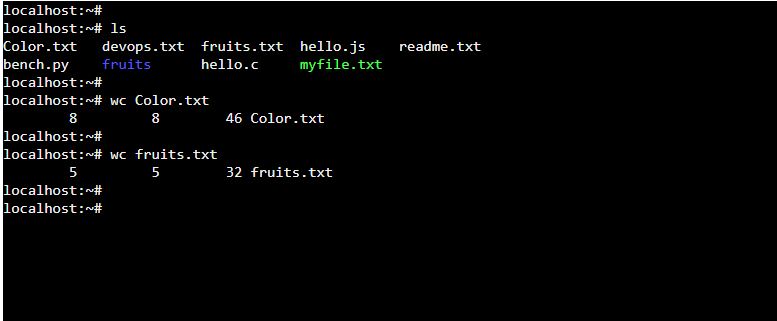 localhost:~#
localhost:~# ls
Color.txt   devops.txt  fruits.txt  hello.js    readme.txt
bench.py    fruits      hello.c     myfile.txt
localhost:~#
localhost:~# wc Color.txt
        8         8        46 Color.txt
localhost:~#
localhost:~# wc fruits.txt
        5         5        32 fruits.txt
localhost:~#
localhost:~#